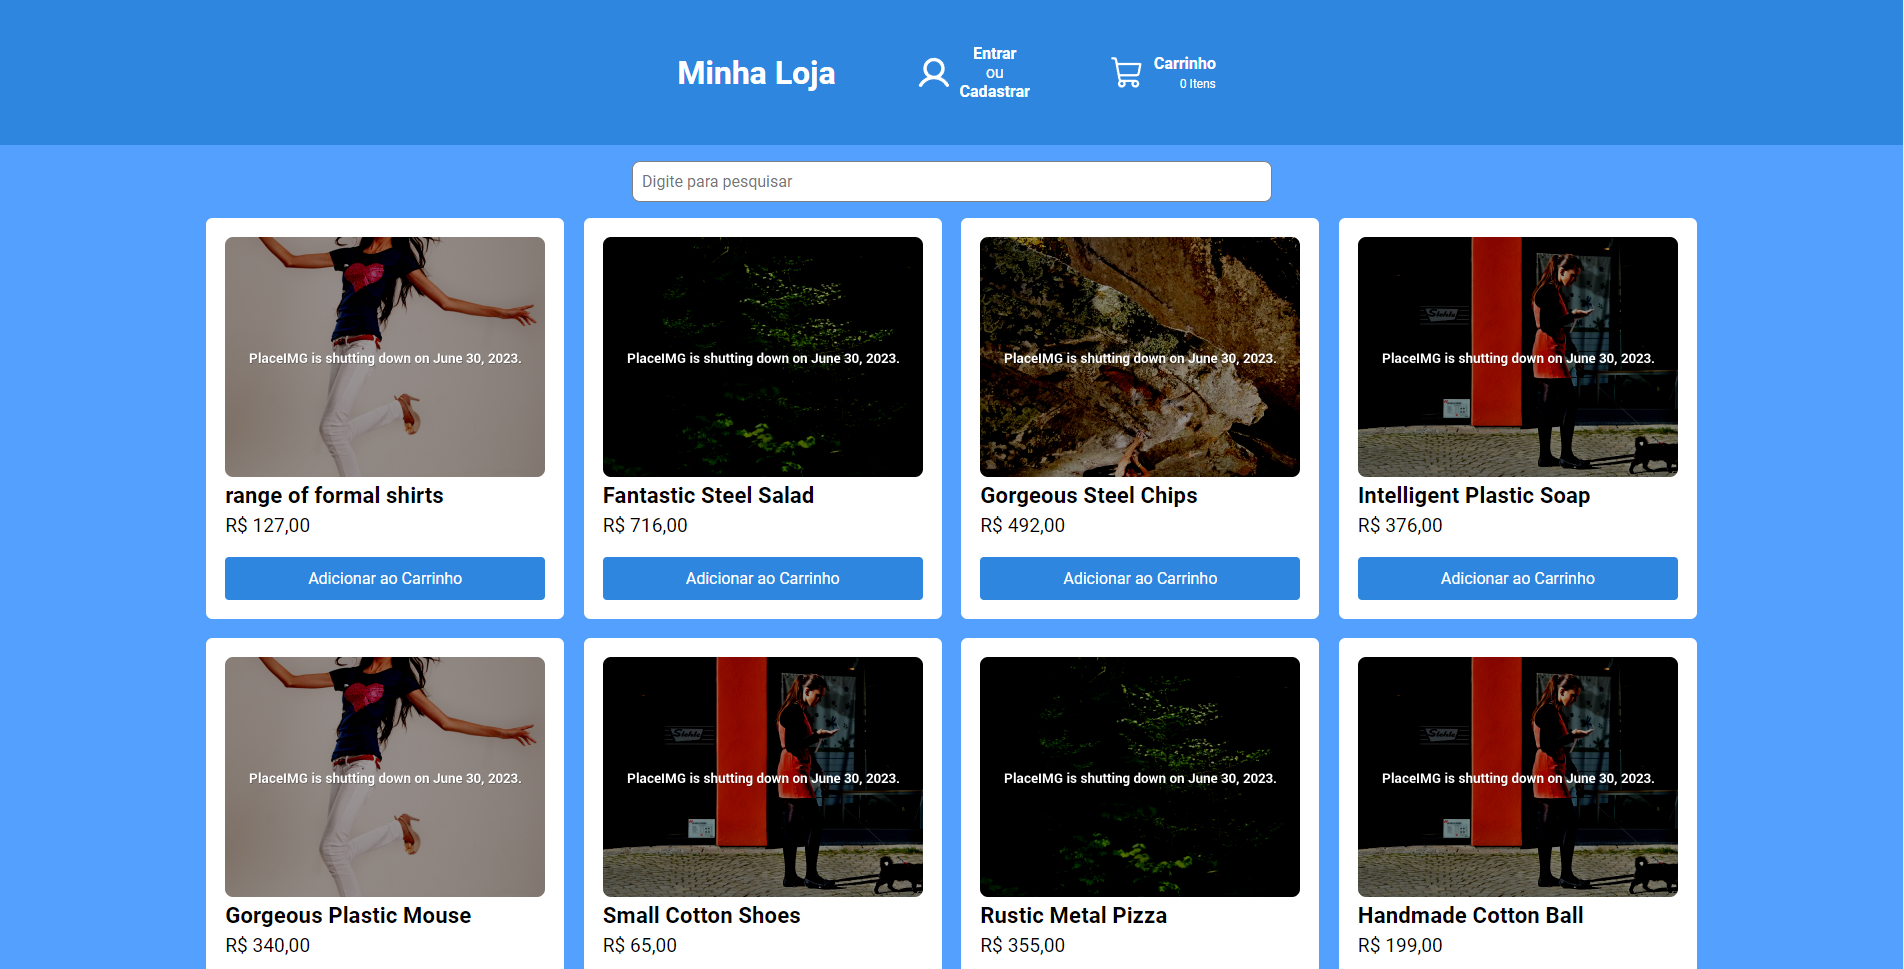 Minha Loja
Entrar
ou
Cadastrar
Carrinho
0 Itens
Digite para pesquisar
PlaceIMG is shutting down on June 30, 2023.
PlaceIMG is shutting down on June 30, 2023.
PlaceIMG is shutting down on June 30, 2023.
PlaceIMG is shutting down on June 30, 2023.
range of formal shirts
R$ 127,00
Adicionar ao Carrinho
Fantastic Steel Salad
R$ 716,00
Adicionar ao Carrinho
Gorgeous Steel Chips
R$ 492,00
Adicionar ao Carrinho
Intelligent Plastic Soap
R$ 376,00
Adicionar ao Carrinho
PlaceIMG is shutting down on June 30, 2023.
PlaceIMG is shutting down on June 30, 2023.
PlaceIMG is shutting down on June 30, 2023.
PlaceIMG is shutting down on June 30, 2023.
Gorgeous Plastic Mouse
R$ 340,00
Small Cotton Shoes
R$ 65,00
Rustic Metal Pizza
R$ 355,00
Handmade Cotton Ball
R$ 199,00